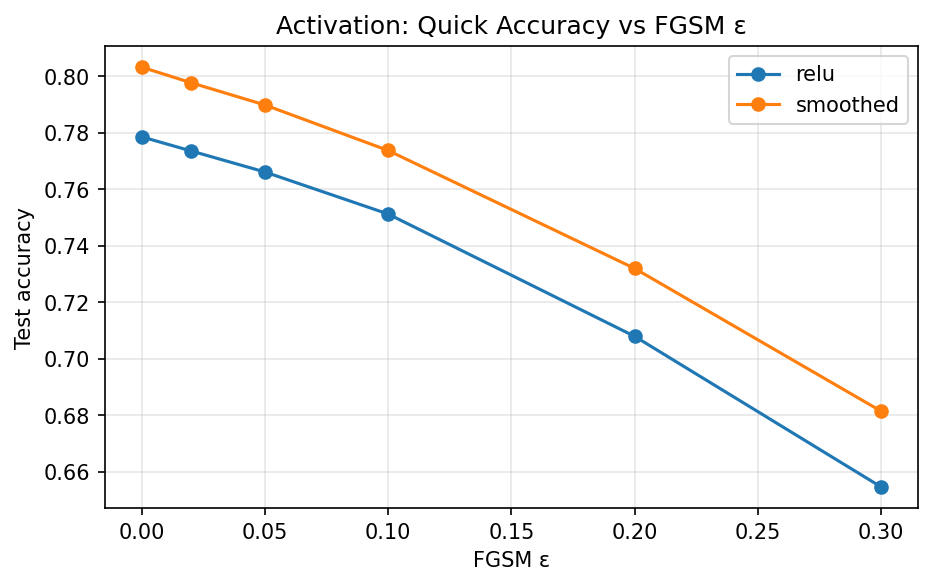 Activation: Quick Accuracy vs FGSM ε
relu
smoothed
Test accuracy
0.80
0.78
0.76
0.74
0.72
0.70
0.68
0.66
0.00 0.05 0.10 0.15 0.20 0.25 0.30
FGSM ε